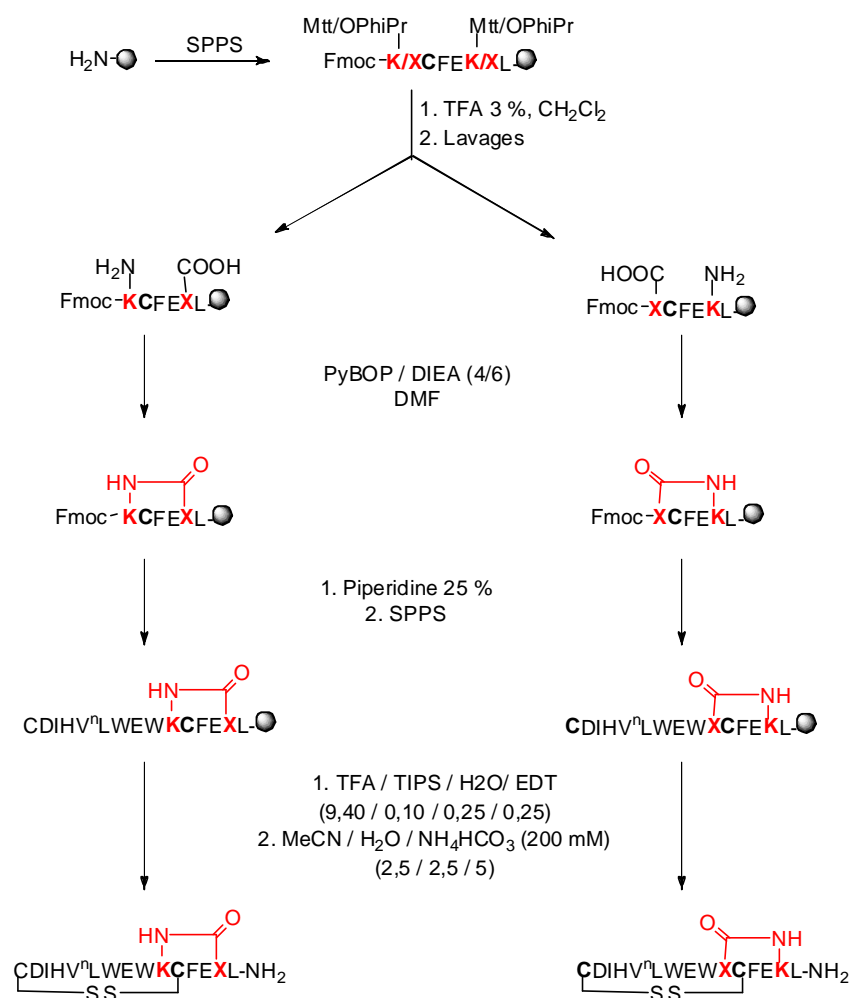 Mtt/OPhiPr Mtt/OPhiPr
H₂N SPPS Fmoc-K/XCFEK/XL-
1. TFA 3 %, CH₂Cl₂
2. Lavages
H₂N COOH HOOC NH₂
Fmoc-KCFEXL- Fmoc-XCFEKL-
PyBOP / DIEA (4/6)
DMF
HN O O NH
Fmoc-KCFEXL- Fmoc-XCFEKL-
1. Piperidine 25 %
2. SPPS
HN O O NH
CDIHVⁿLWEWKCFEXL- CDIHVⁿLWEWXCFEKL-
1. TFA / TIPS / H2O/ EDT
(9,40 / 0,10 / 0,25 / 0,25)
2. MeCN / H₂O / NH₄HCO₃ (200 mM)
(2,5 / 2,5 / 5)
HN O O NH
CDIHVⁿLWEWKCFEXL-NH₂ CDIHVⁿLWEWXCFEKL-NH₂
SS SS